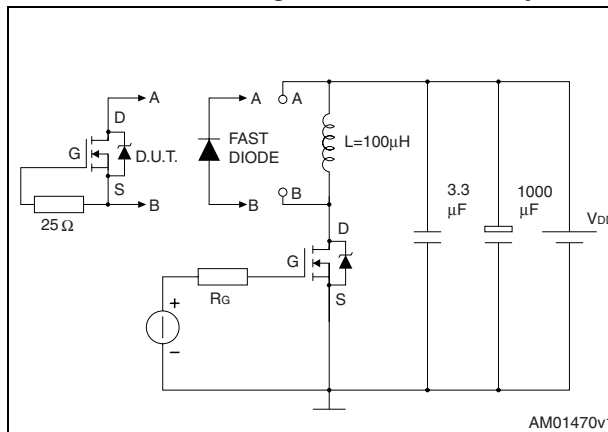 A
D
G
D.U.T.
S
B
25 Ω
A
FAST
DIODE
B
A
L=100μH
B
D
G
S
RG
+
–
3.3
μF
1000
μF
AM01470v1